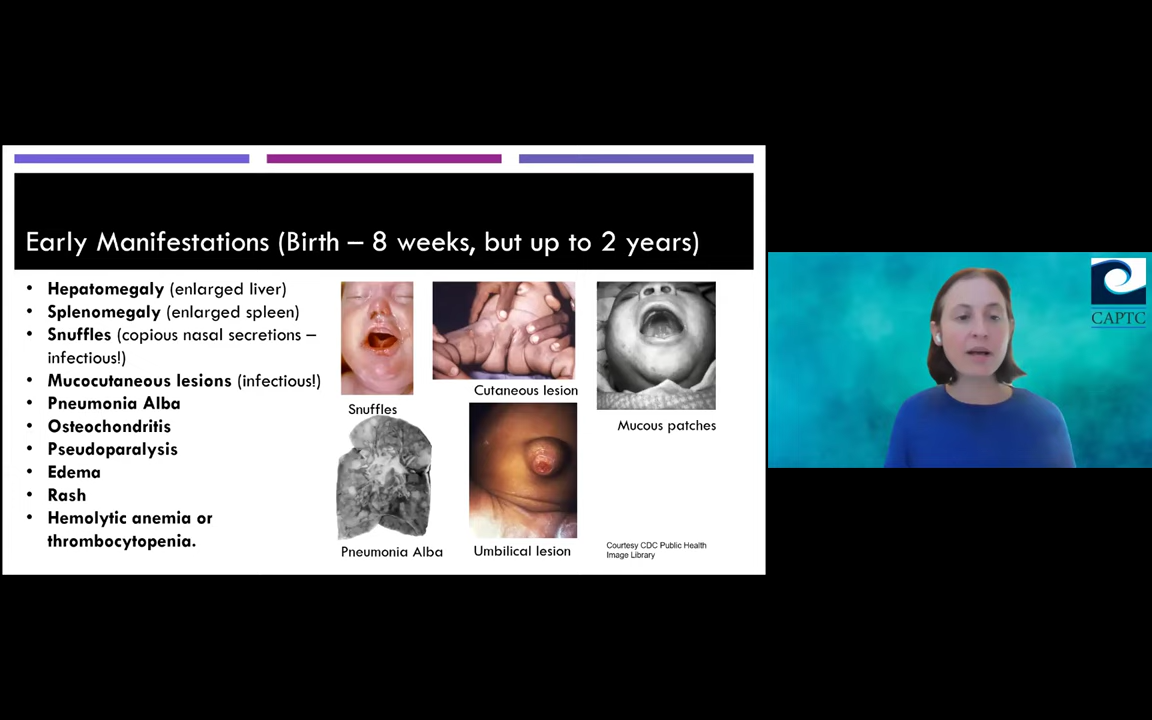 Early Manifestations (Birth – 8 weeks, but up to 2 years)
• Hepatomegaly (enlarged liver)
• Splenomegaly (enlarged spleen)
• Snuffles (copious nasal secretions –
infectious!)
• Mucocutaneous lesions (infectious!)
• Pneumonia Alba
• Osteochondritis
• Pseudoparalysis
• Edema
• Rash
• Hemolytic anemia or
thrombocytopenia.
Snuffles
Cutaneous lesion
Mucous patches
Pneumonia Alba
Umbilical lesion
Courtesy CDC Public Health
Image Library
CAPTC